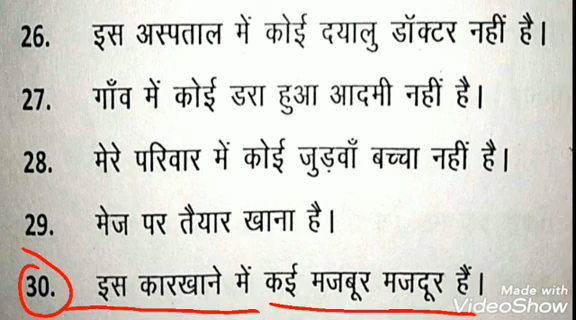 26. इस अस्पताल में कोई दयालु डॉक्टर नहीं है।
27. गाँव में कोई डरा हुआ आदमी नहीं है।
28. मेरे परिवार में कोई जुड़वाँ बच्चा नहीं है।
29. मेज पर तैयार खाना है।
30. इस कारखाने में कई मजबूर मजदूर हैं।
Made with
VideoShow